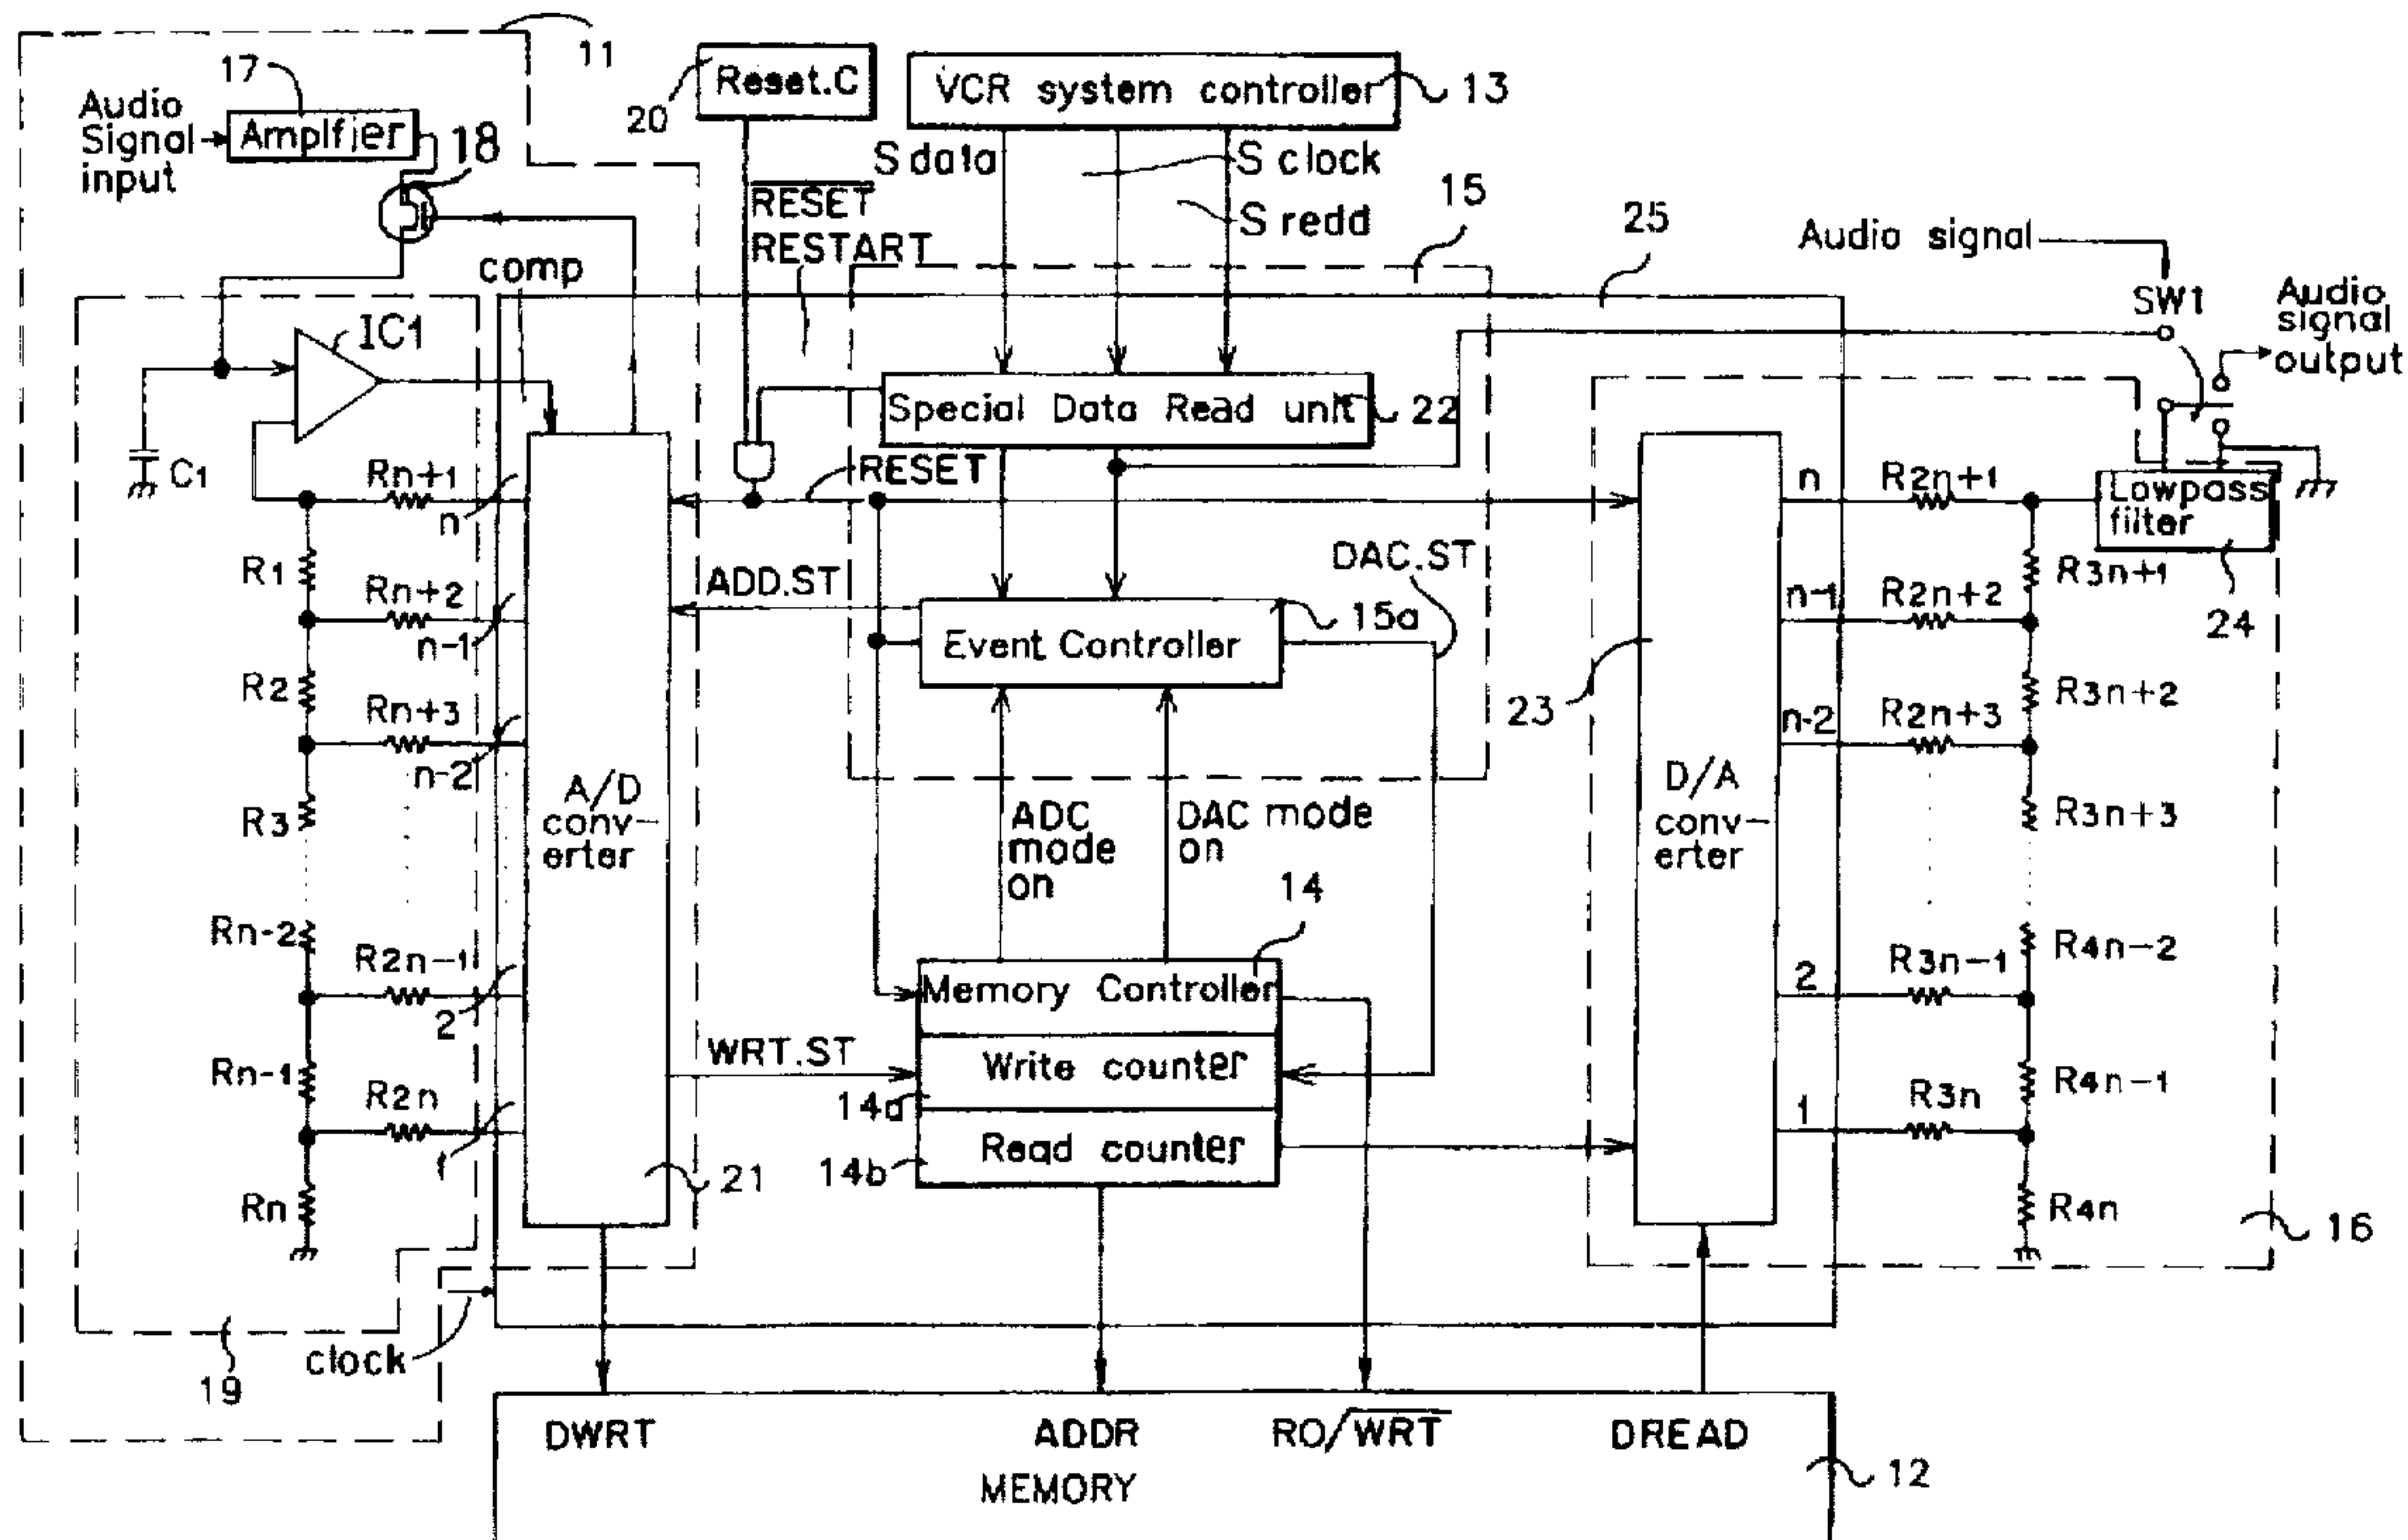 11
17
Audio
Signal
input
Amplfier
18
20
Reset.C
VCR system controller
13
S data
S clock
S redd
RESET
RESTART
15
25
Audio signal
SW1
Audio
signal
output
comp
IC1
C1
Special Data Read unit
22
RESET
Rn+1
n
R1
Rn+2
n-1
R2
Rn+3
n-2
R3
Rn-2
R2n-1
2
Rn-1
R2n
1
Rn
A/D
conv-
erter
21
ADD.ST
Event Controller
15a
DAC.ST
ADC
mode
on
DAC mode
on
14
Memory Controller
Write counter
14a
Read counter
14b
WRT.ST
23
D/A
conv-
erter
n
R2n+1
Lowpass
filter
24
R3n+1
n-1
R2n+2
R3n+2
n-2
R2n+3
R3n+3
R4n-2
2
R3n-1
R4n-1
1
R3n
R4n
16
19
clock
DWRT
ADDR
RO/WRT
DREAD
MEMORY
12